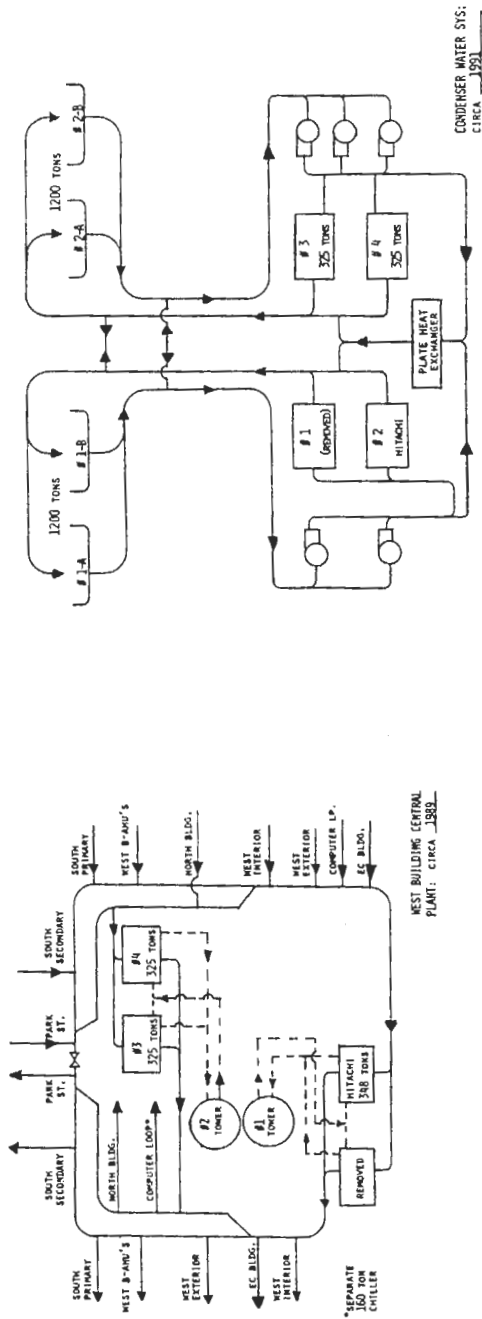 1200 TONS
1200 TONS
#1-A
#1-B
#2-A
#2-B
#1
(REMOVED)
#2
HITACHI
#3
325 TONS
#4
325 TONS
PLATE HEAT
EXCHANGER
CONDENSER WATER SYS:
CIRCA 1991
SOUTH
SECONDARY
PARK
ST.
PARK
ST.
SOUTH
SECONDARY
SOUTH
PRIMARY
WEST B-AHU'S
WEST
EXTERIOR
EC BLDG.
WEST
INTERIOR
NORTH BLDG.
COMPUTER LOOP*
#3
325 TONS
#4
325 TONS
#2
TOWER
#1
TOWER
REMOVED
HITACHI
348 TONS
SOUTH
PRIMARY
WEST B-AHU'S
NORTH BLDG.
WEST
INTERIOR
WEST
EXTERIOR
COMPUTER LP.
EC BLDG.
*SEPARATE
160 TON
CHILLER
WEST BUILDING CENTRAL
PLANT: CIRCA 1989